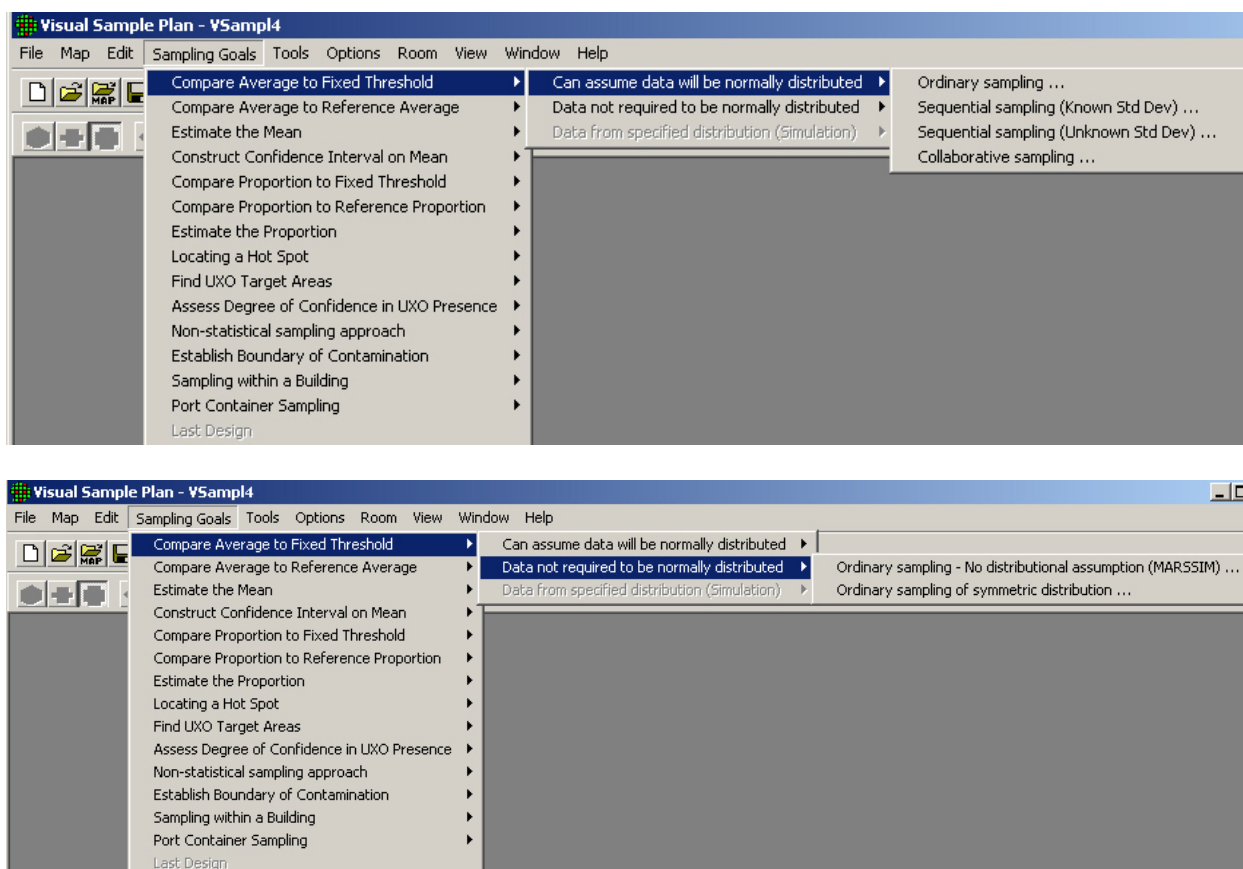 Visual Sample Plan - VSampl4
File Map Edit Sampling Goals Tools Options Room View Window Help
MAP
Compare Average to Fixed Threshold
Compare Average to Reference Average
Estimate the Mean
Construct Confidence Interval on Mean
Compare Proportion to Fixed Threshold
Compare Proportion to Reference Proportion
Estimate the Proportion
Locating a Hot Spot
Find UXO Target Areas
Assess Degree of Confidence in UXO Presence
Non-statistical sampling approach
Establish Boundary of Contamination
Sampling within a Building
Port Container Sampling
Last Design
Can assume data will be normally distributed
Data not required to be normally distributed
Data from specified distribution (Simulation)
Ordinary sampling ...
Sequential sampling (Known Std Dev) ...
Sequential sampling (Unknown Std Dev) ...
Collaborative sampling ...
Visual Sample Plan - VSampl4
File Map Edit Sampling Goals Tools Options Room View Window Help
MAP
Compare Average to Fixed Threshold
Compare Average to Reference Average
Estimate the Mean
Construct Confidence Interval on Mean
Compare Proportion to Fixed Threshold
Compare Proportion to Reference Proportion
Estimate the Proportion
Locating a Hot Spot
Find UXO Target Areas
Assess Degree of Confidence in UXO Presence
Non-statistical sampling approach
Establish Boundary of Contamination
Sampling within a Building
Port Container Sampling
Last Design
Can assume data will be normally distributed
Data not required to be normally distributed
Data from specified distribution (Simulation)
Ordinary sampling - No distributional assumption (MARSSIM) ...
Ordinary sampling of symmetric distribution ...